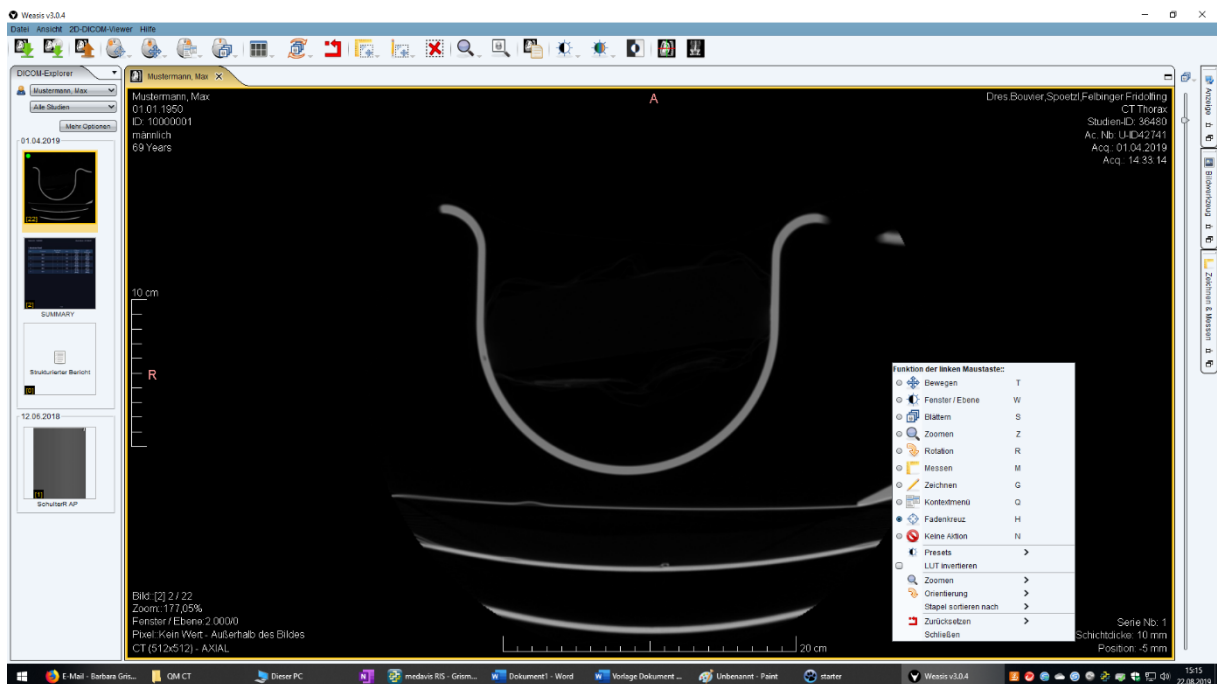 Weasis v3.0.4
Datei Ansicht 2D-DICOM-Viewer Hilfe
DICOM-Explorer
Mustermann, Max
Alle Studien
Mehr Optionen
01.04.2019
[22]
[2]
SUMMARY
Strukturierter Bericht
[0]
12.06.2018
[1]
SchulterR AP
Mustermann, Max
Mustermann, Max
01.01.1950
ID: 10000001
männlich
69 Years
A
Dres.Bouvier,Spoetzl,Felbinger Fridolfing
CT Thorax
Studien-ID: 36480
Ac. Nb: U-ID42741
Acq.: 01.04.2019
Acq.: 14:33:14
10 cm
R
Bild::[2] 2 / 22
Zoom::177,05%
Fenster / Ebene:2.000/0
Pixel: Kein Wert - Außerhalb des Bildes
CT (512x512) - AXIAL
20 cm
Serie Nb: 1
Schichtdicke: 10 mm
Position: -5 mm
Funktion der linken Maustaste::
Bewegen T
Fenster / Ebene W
Blättern S
Zoomen Z
Rotation R
Messen M
Zeichnen G
Kontextmenü Q
Fadenkreuz H
Keine Aktion N
Presets
LUT invertieren
Zoomen
Orientierung
Stapel sortieren nach
Zurücksetzen
Schließen
Anzeige
Bildwerkzeug
Zeichnen & Messen
E-Mail - Barbara Gris...
QM CT
Dieser PC
medavis RIS - Grism...
Dokument1 - Word
Vorlage Dokument ...
Unbenannt - Paint
starter
Weasis v3.0.4
15:15
22.08.2019